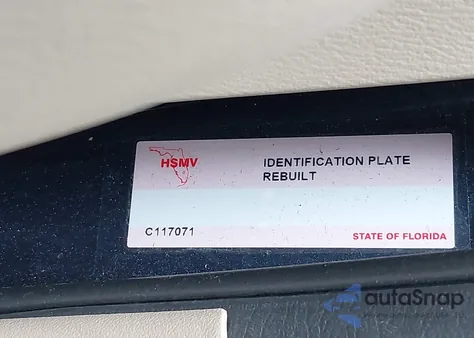 HSMV
IDENTIFICATION PLATE
REBUILT
C117071
STATE OF FLORIDA
autoSnap